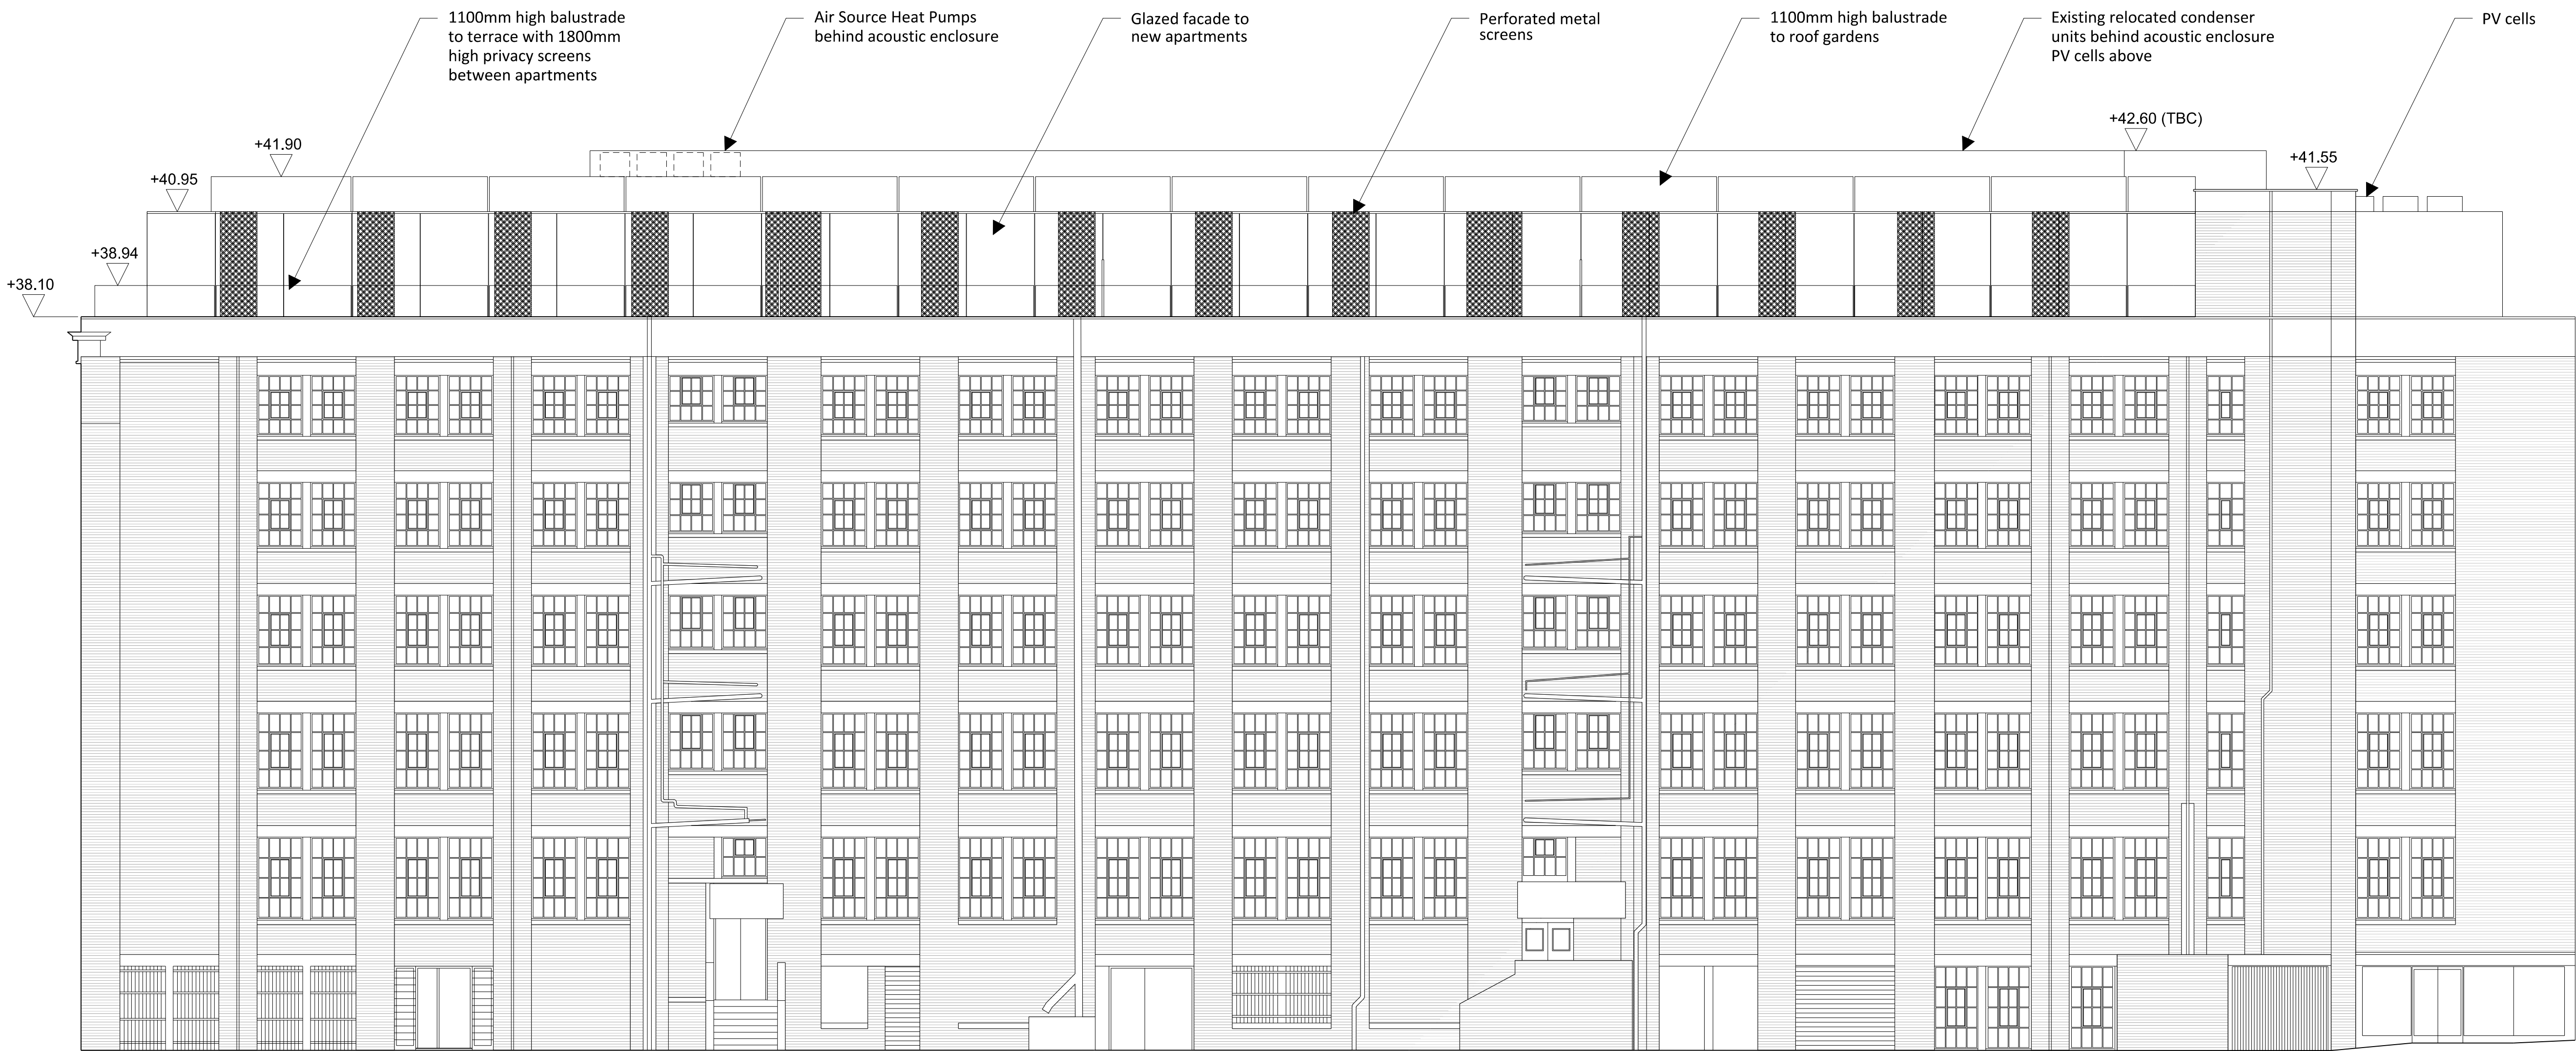 1100mm high balustrade
to terrace with 1800mm
high privacy screens
between apartments
Air Source Heat Pumps
behind acoustic enclosure
Glazed facade to
new apartments
Perforated metal
screens
1100mm high balustrade
to roof gardens
Existing relocated condenser
units behind acoustic enclosure
PV cells above
PV cells
+42.60 (TBC)
+41.90
+41.55
+40.95
+38.94
+38.10